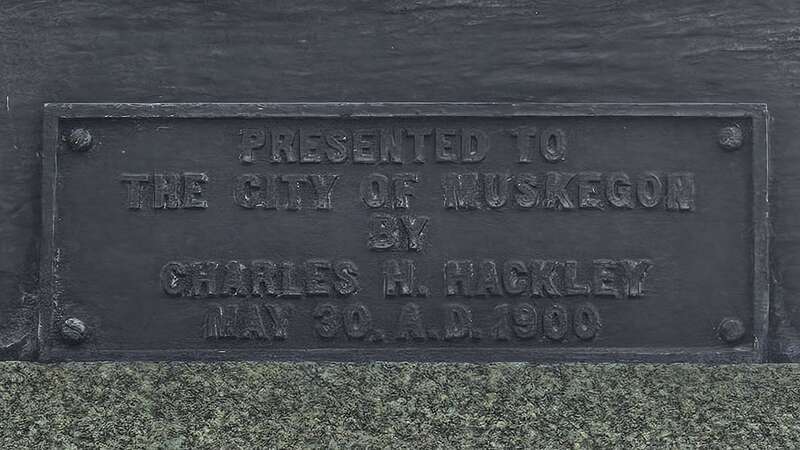 PRESENTED TO
THE CITY OF MUSKEGON
BY
CHARLES H. HACKLEY
MAY 30. A.D. 1900